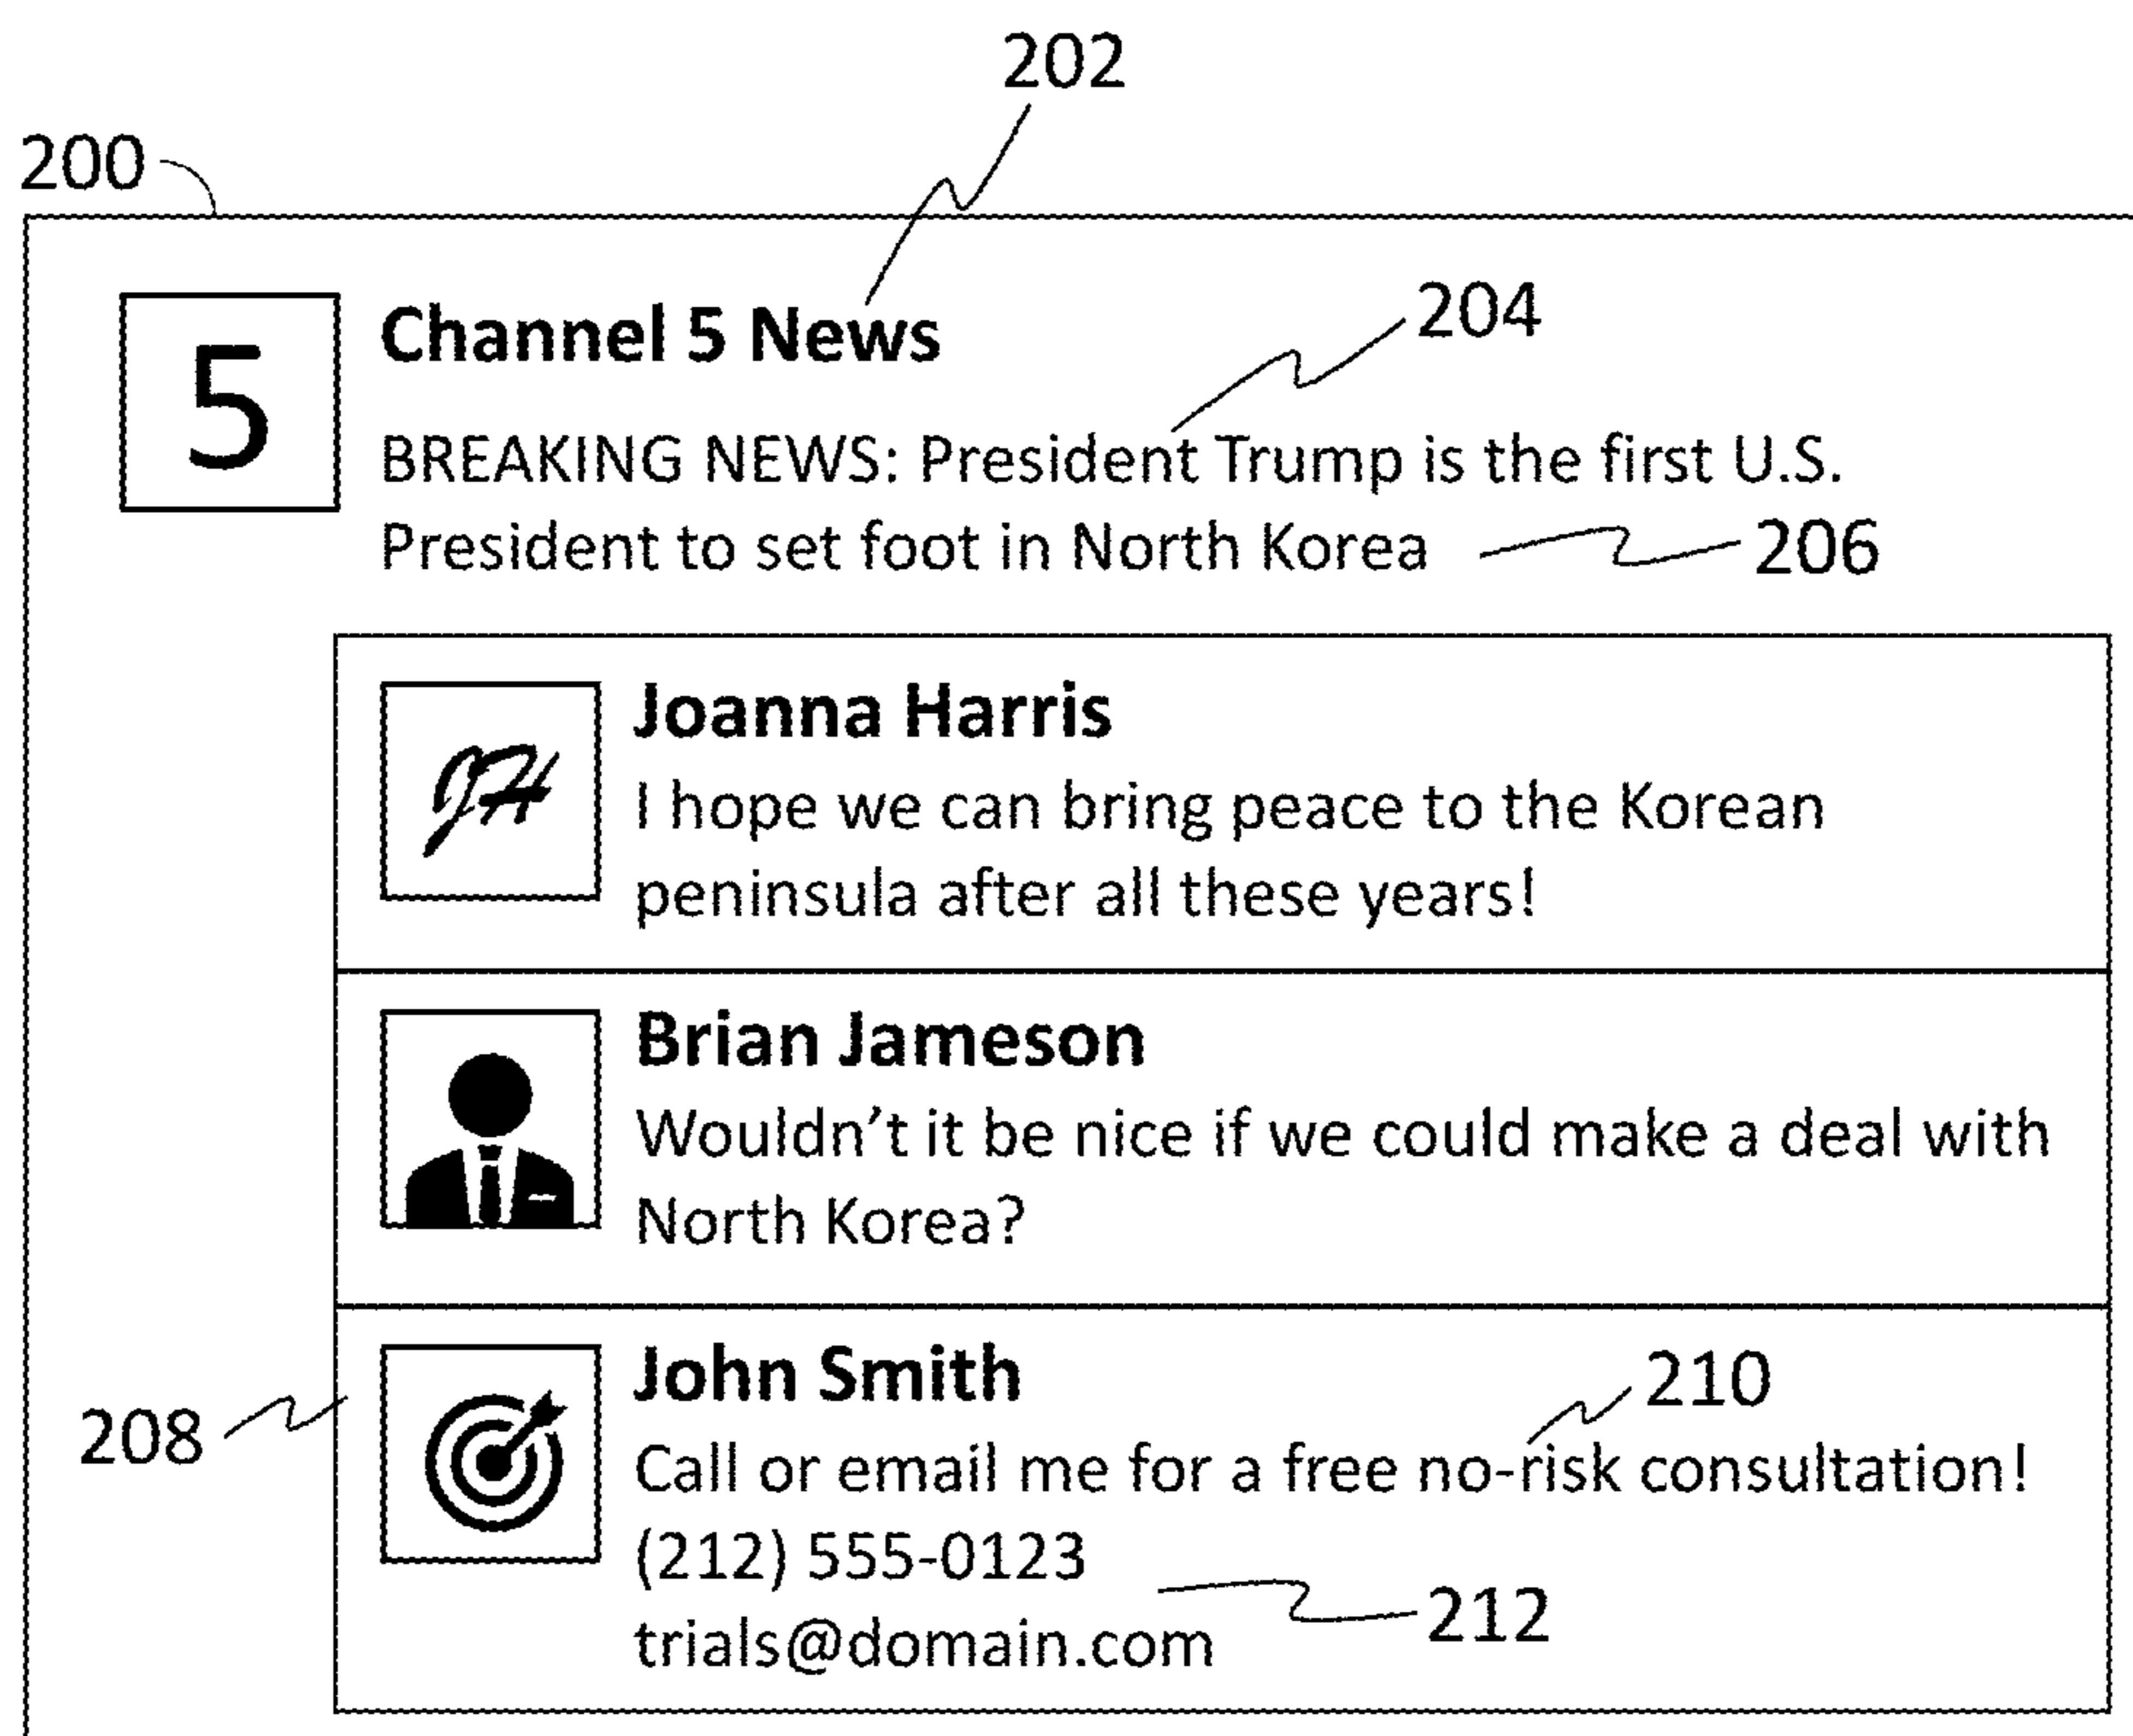 202
200
5
Channel 5 News
204
BREAKING NEWS: President Trump is the first U.S.
President to set foot in North Korea
206
JH
Joanna Harris
I hope we can bring peace to the Korean
peninsula after all these years!
Brian Jameson
Wouldn’t it be nice if we could make a deal with
North Korea?
208
John Smith
210
Call or email me for a free no-risk consultation!
(212) 555-0123
212
trials@domain.com